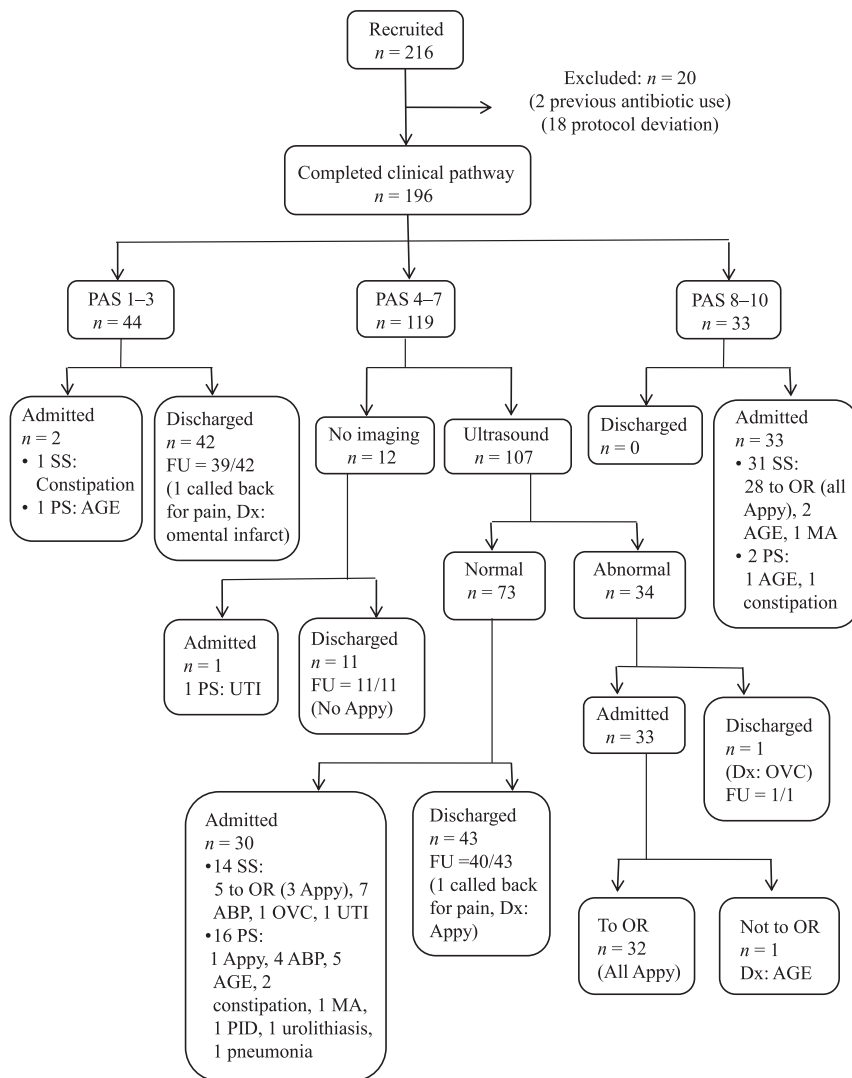 Recruited
n = 216
Excluded: n = 20
(2 previous antibiotic use)
(18 protocol deviation)
Completed clinical pathway
n = 196
PAS 1–3
n = 44
PAS 4–7
n = 119
PAS 8–10
n = 33
Admitted
n = 2
• 1 SS:
Constipation
• 1 PS: AGE
Discharged
n = 42
FU = 39/42
(1 called back
for pain, Dx:
omental infarct)
No imaging
n = 12
Ultrasound
n = 107
Discharged
n = 0
Admitted
n = 33
• 31 SS:
28 to OR (all
Appy), 2
AGE, 1 MA
• 2 PS:
1 AGE, 1
constipation
Normal
n = 73
Abnormal
n = 34
Admitted
n = 1
1 PS: UTI
Discharged
n = 11
FU = 11/11
(No Appy)
Admitted
n = 33
Discharged
n = 1
(Dx: OVC)
FU = 1/1
Admitted
n = 30
•14 SS:
5 to OR (3 Appy), 7
ABP, 1 OVC, 1 UTI
•16 PS:
1 Appy, 4 ABP, 5
AGE, 2
constipation, 1 MA,
1 PID, 1 urolithiasis,
1 pneumonia
Discharged
n = 43
FU =40/43
(1 called back
for pain, Dx:
Appy)
To OR
n = 32
(All Appy)
Not to OR
n = 1
Dx: AGE